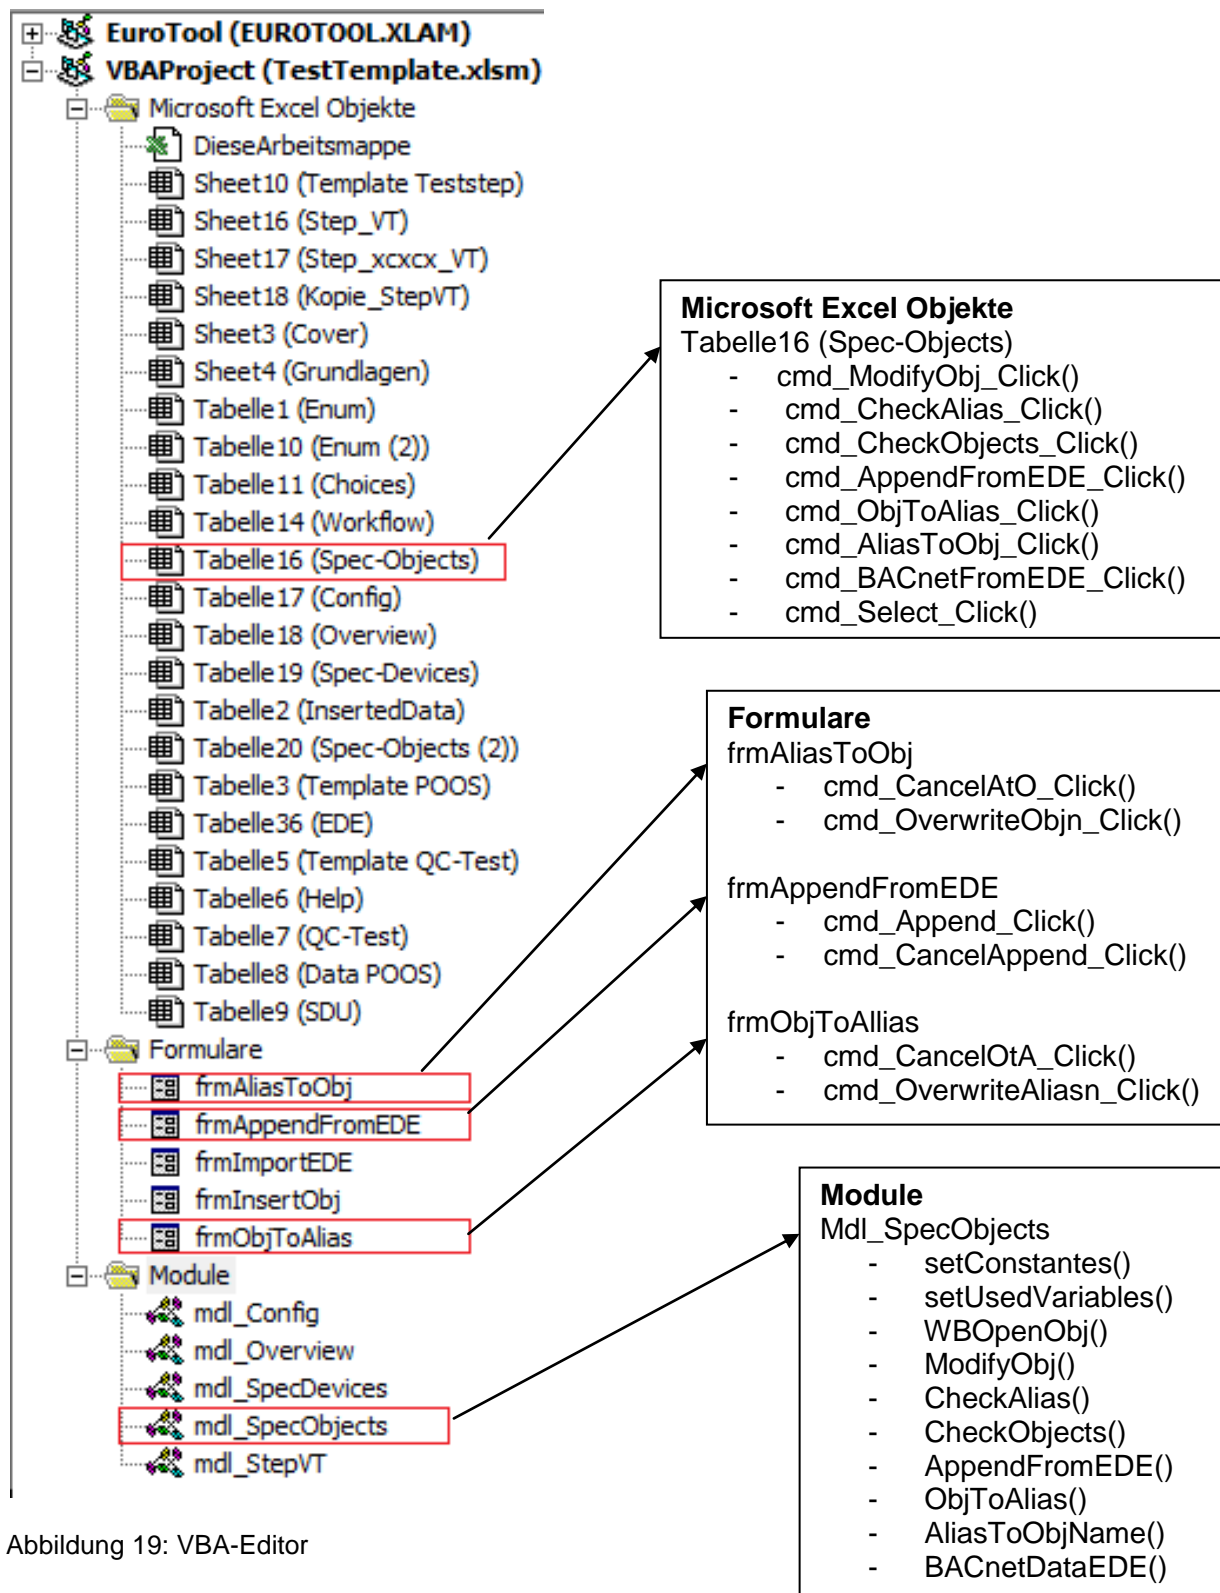 EuroTool (EUROTOOL.XLAM)
VBAProject (TestTemplate.xlsm)
Microsoft Excel Objekte
DieseArbeitsmappe
Sheet10 (Template Teststep)
Sheet16 (Step_VT)
Sheet17 (Step_xcxcx_VT)
Sheet18 (Kopie_StepVT)
Sheet3 (Cover)
Sheet4 (Grundlagen)
Tabelle1 (Enum)
Tabelle10 (Enum (2))
Tabelle11 (Choices)
Tabelle14 (Workflow)
Tabelle16 (Spec-Objects)
Tabelle17 (Config)
Tabelle18 (Overview)
Tabelle19 (Spec-Devices)
Tabelle2 (InsertedData)
Tabelle20 (Spec-Objects (2))
Tabelle3 (Template POOS)
Tabelle36 (EDE)
Tabelle5 (Template QC-Test)
Tabelle6 (Help)
Tabelle7 (QC-Test)
Tabelle8 (Data POOS)
Tabelle9 (SDU)
Formulare
frmAliasToObj
frmAppendFromEDE
frmImportEDE
frmInsertObj
frmObjToAlias
Module
mdl_Config
mdl_Overview
mdl_SpecDevices
mdl_SpecObjects
mdl_StepVT
Microsoft Excel Objekte
Tabelle16 (Spec-Objects)
- cmd_ModifyObj_Click()
- cmd_CheckAlias_Click()
- cmd_CheckObjects_Click()
- cmd_AppendFromEDE_Click()
- cmd_ObjToAlias_Click()
- cmd_AliasToObj_Click()
- cmd_BACnetFromEDE_Click()
- cmd_Select_Click()
Formulare
frmAliasToObj
- cmd_CancelAtO_Click()
- cmd_OverwriteObjn_Click()
frmAppendFromEDE
- cmd_Append_Click()
- cmd_CancelAppend_Click()
frmObjToAllias
- cmd_CancelOtA_Click()
- cmd_OverwriteAliasn_Click()
Module
Mdl_SpecObjects
- setConstantes()
- setUsedVariables()
- WBOpenObj()
- ModifyObj()
- CheckAlias()
- CheckObjects()
- AppendFromEDE()
- ObjToAlias()
- AliasToObjName()
- BACnetDataEDE()
Abbildung 19: VBA-Editor